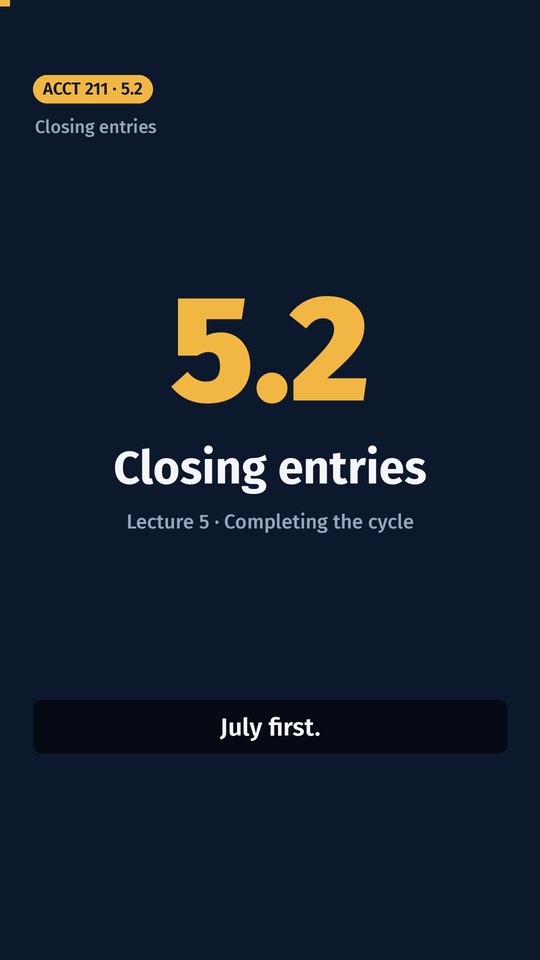 ACCT 211 · 5.2
Closing entries
5.2
Closing entries
Lecture 5 · Completing the cycle
July first.